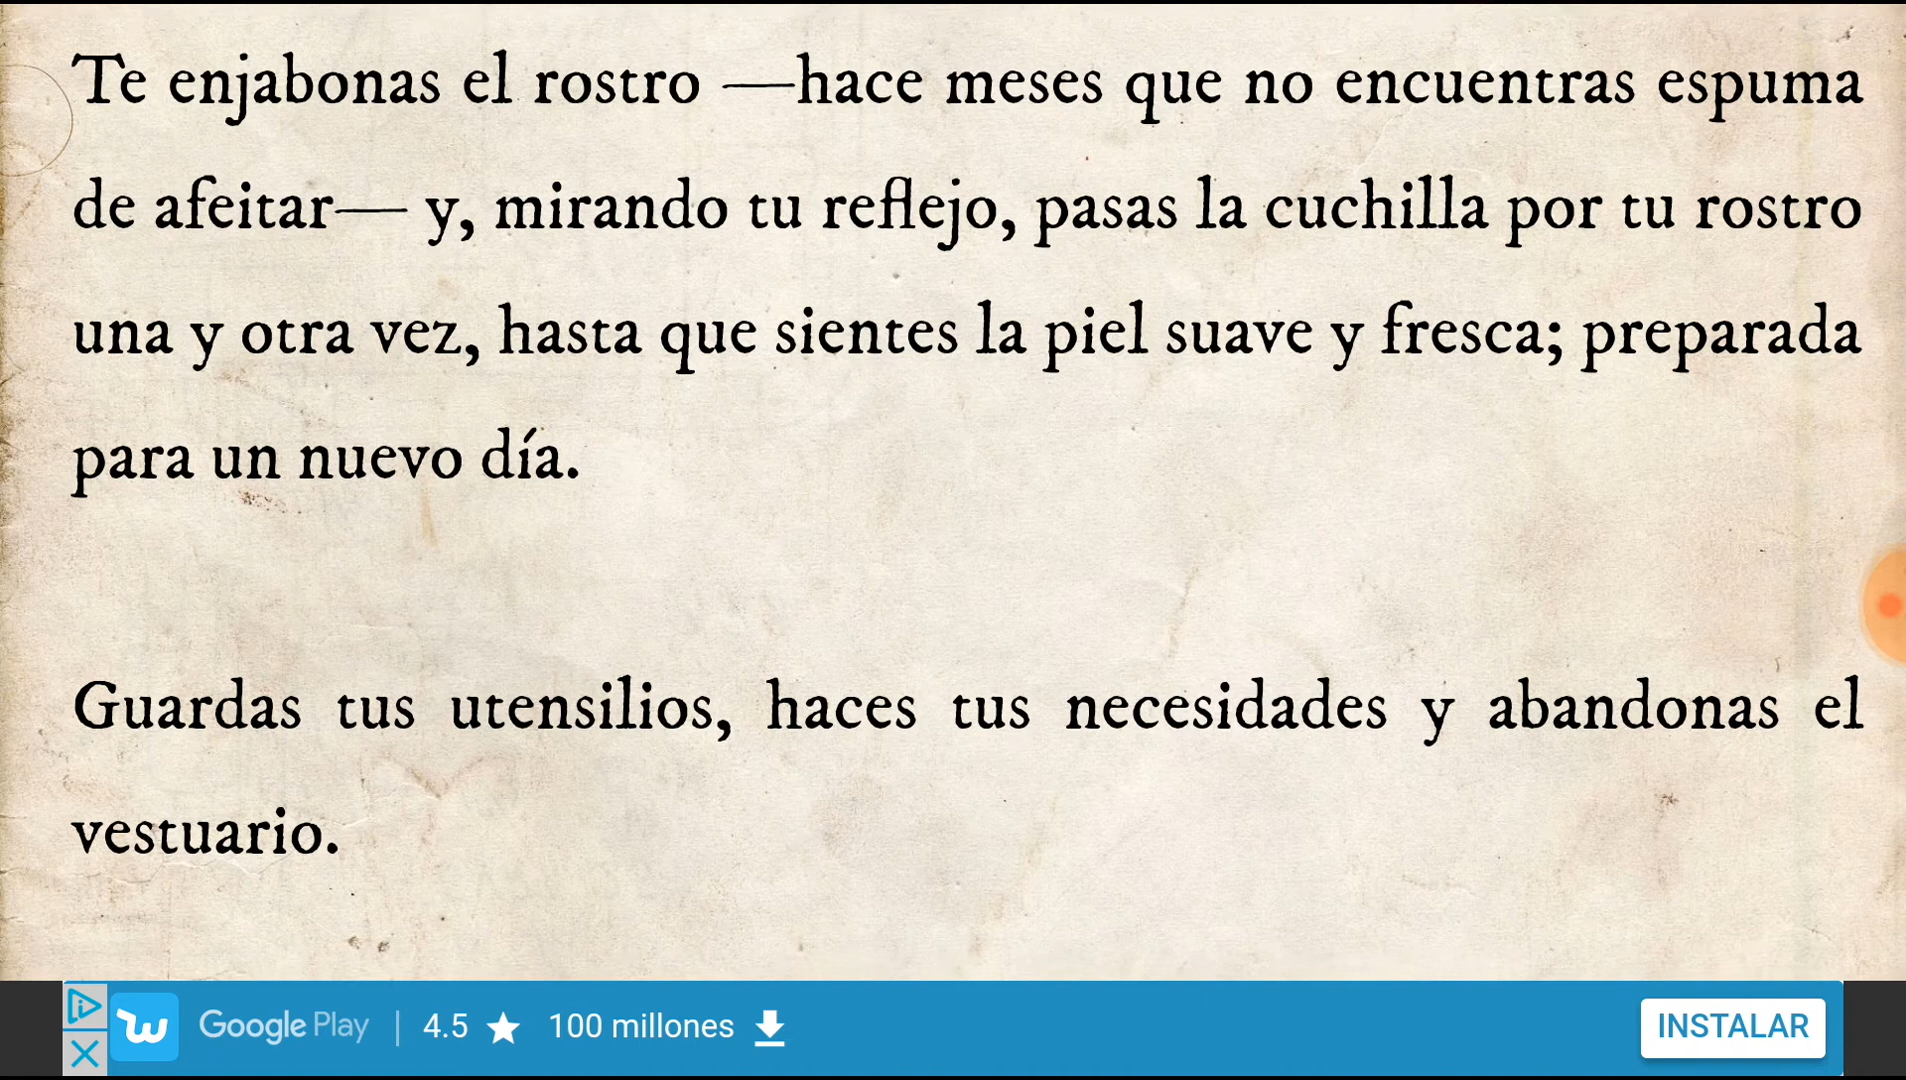 Te enjabonas el rostro —hace meses que no encuentras espuma
de afeitar— y, mirando tu reflejo, pasas la cuchilla por tu rostro
una y otra vez, hasta que sientes la piel suave y fresca; preparada
para un nuevo día.
Guardas tus utensilios, haces tus necesidades y abandonas el
vestuario.
Google Play | 4.5 ★ 100 millones INSTALAR